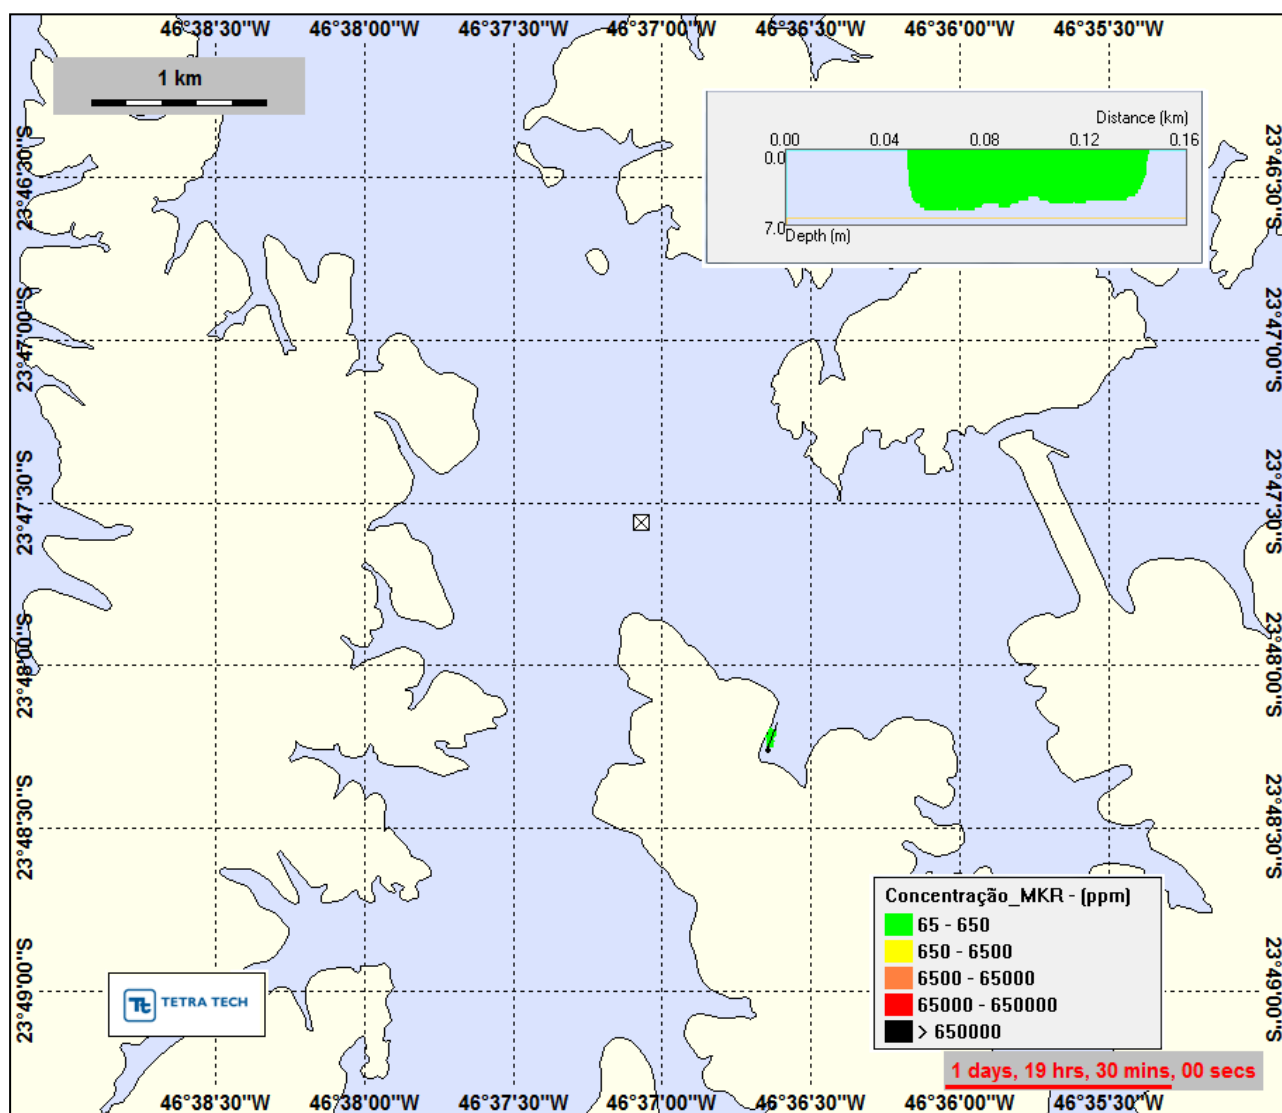 46°38'30"W 46°38'00"W 46°37'30"W 46°37'00"W 46°36'30"W 46°36'00"W 46°35'30"W
1 km
Distance (km)
0.00 0.04 0.08 0.12 0.16
0.0
7.0
Depth (m)
23°46'30"S 23°46'30"S
23°47'00"S 23°47'00"S
23°47'30"S 23°47'30"S
23°48'00"S 23°48'00"S
23°48'30"S 23°48'30"S
23°49'00"S 23°49'00"S
Concentração_MKR - (ppm)
65 - 650
650 - 6500
6500 - 65000
65000 - 650000
> 650000
Tt TETRA TECH
1 days, 19 hrs, 30 mins, 00 secs
46°38'30"W 46°38'00"W 46°37'30"W 46°37'00"W 46°36'30"W 46°36'00"W 46°35'30"W